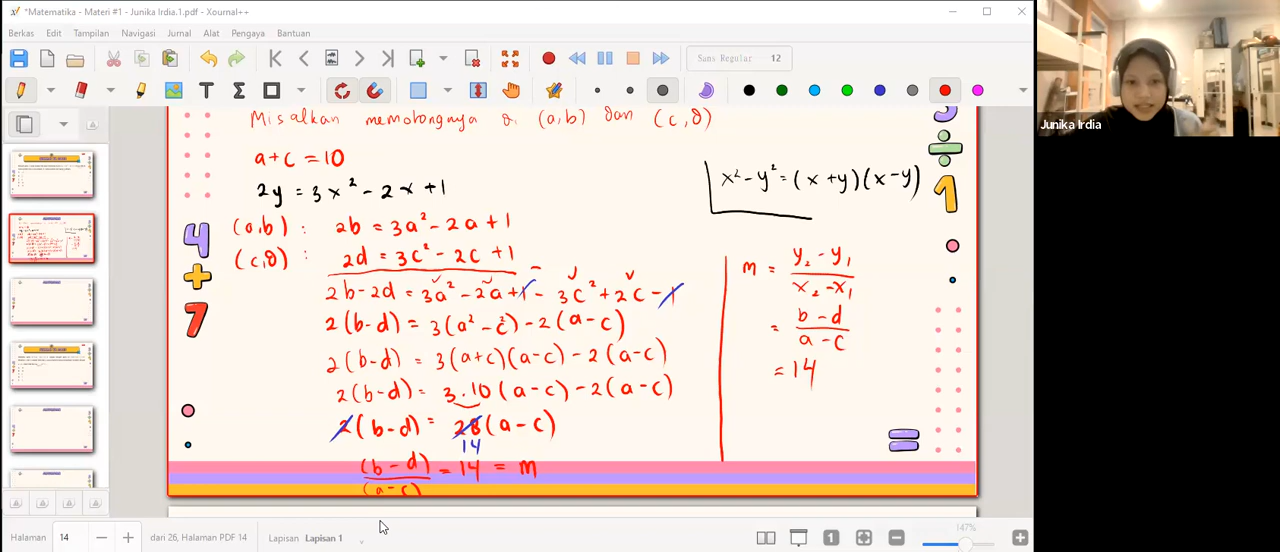 *Matematika - Materi #1 - Junika Irdia.1.pdf - Xournal++
Berkas Edit Tampilan Navigasi Jurnal Alat Pengaya Bantuan
Sans Regular 12
Misalkan memotongnya di (a,b) dan (c,d)
a+c = 10
2y = 3x² - 2x + 1
x² - y² = (x + y)(x - y)
(a,b) : 2b = 3a² - 2a + 1
(c,d) : 2d = 3c² - 2c + 1
2b - 2d = 3a² - 2a + 1 - 3c² + 2c - 1
2(b-d) = 3(a² - c²) - 2(a - c)
2(b-d) = 3(a+c)(a-c) - 2(a-c)
2(b-d) = 3.10(a-c) - 2(a-c)
2(b-d) = 28(a-c)
14
(b-d)/(a-c) = 14 = m
m = y₂ - y₁ / x₂ - x₁
= b - d / a - c
= 14
4
+
7
=
÷
1
Junika Irdia
Halaman 14 dari 26, Halaman PDF 14 Lapisan Lapisan 1
147%